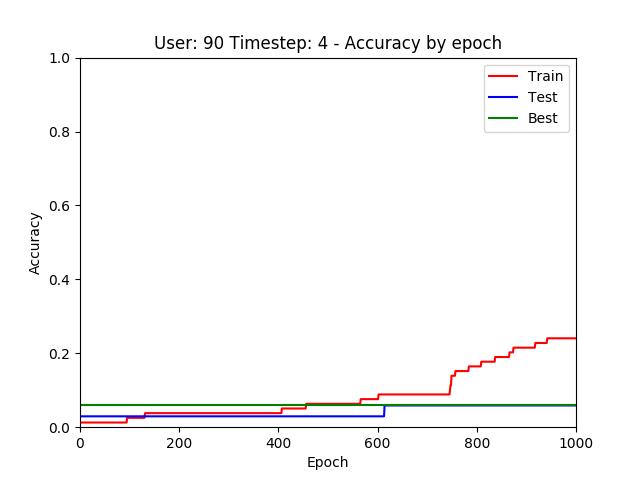 User: 90 Timestep: 4 - Accuracy by epoch
1.0
0.8
0.6
0.4
0.2
0.0
Accuracy
Train
Test
Best
0 200 400 600 800 1000
Epoch